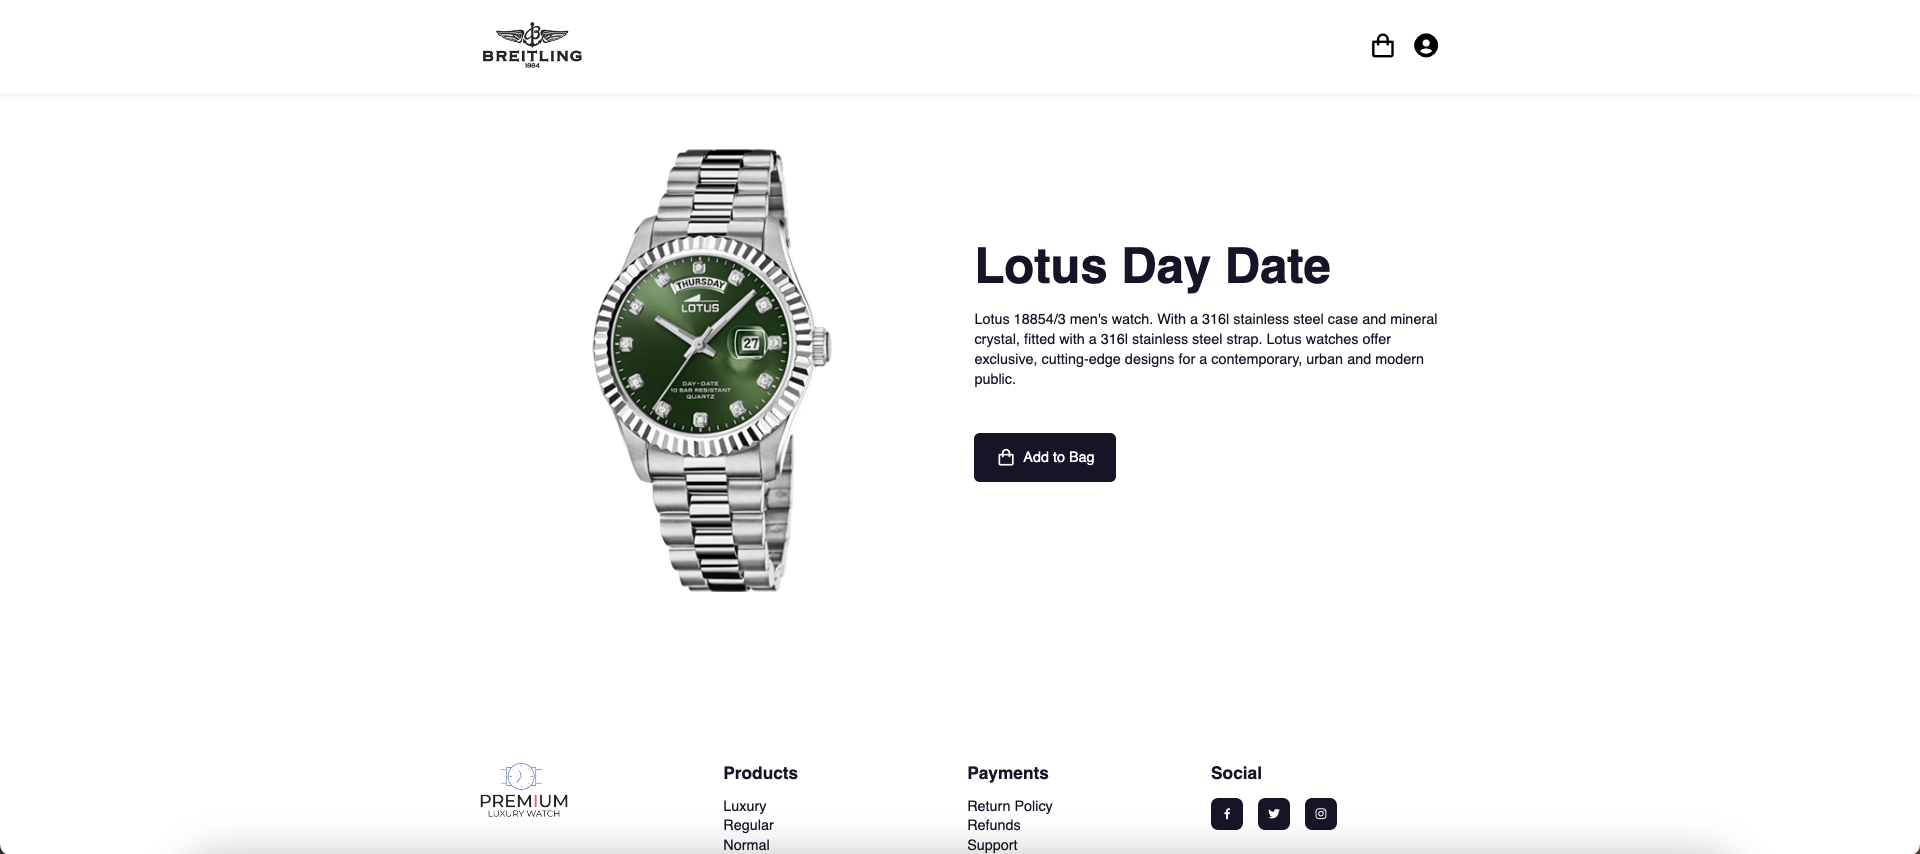 BREITLING
1884
THURSDAY
LOTUS
27
DAY-DATE
10 BAR RESISTANT
QUARTZ
Lotus Day Date
Lotus 18854/3 men's watch. With a 316l stainless steel case and mineral
crystal, fitted with a 316l stainless steel strap. Lotus watches offer
exclusive, cutting-edge designs for a contemporary, urban and modern
public.
Add to Bag
PREMIUM
LUXURY WATCH
Products
Luxury
Regular
Normal
Payments
Return Policy
Refunds
Support
Social